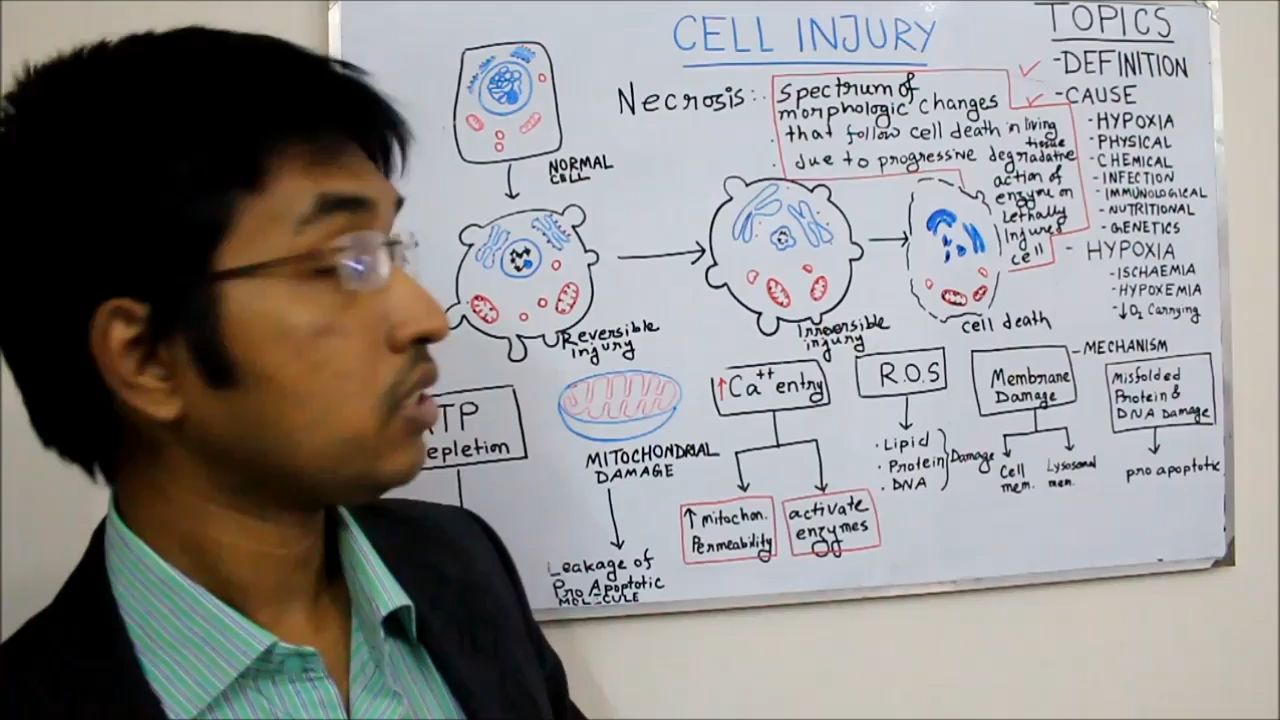 CELL INJURY
TOPICS
-DEFINITION
-CAUSE
-HYPOXIA
-PHYSICAL
-CHEMICAL
-INFECTION
-IMMUNOLOGICAL
-NUTRITIONAL
-GENETICS
- HYPOXIA
-ISCHAEMIA
-HYPOXEMIA
-↓O2 Carrying
-MECHANISM
Necrosis:
Spectrum of
morphologic changes
that follow cell death in living
tissue
due to progressive degradative
action of
enzyme on
Lethally
Injured
cell
NORMAL
CELL
Reversible
injury
Irreversible
injury
cell death
ATP
epletion
MITOCHONDRIAL
DAMAGE
Leakage of
Pro Apoptotic
MOLECULE
↑Ca++ entry
↑mitochon.
Permeability
activate
enzymes
R.O.S
. Lipid
. Protein
. DNA
Damage
Membrane
Damage
Cell
mem.
Lysosomal
mem.
Misfolded
Protein &
DNA Damage
pro apoptotic